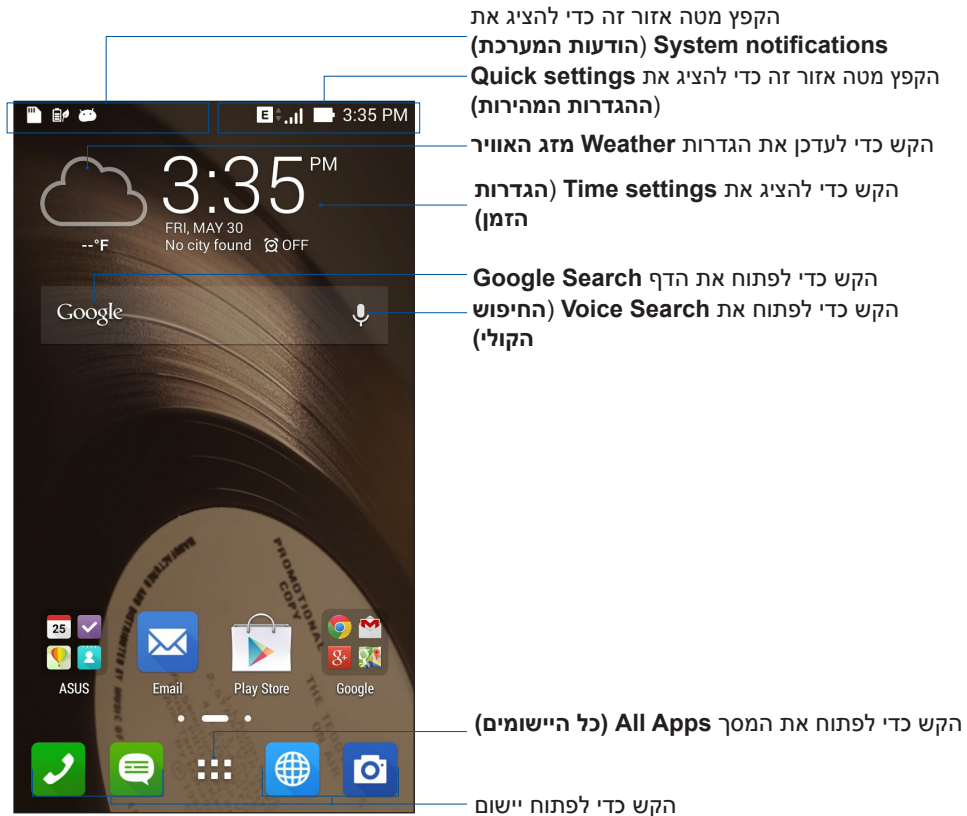 הקפץ מטה אזור זה כדי להציג את
System notifications (הודעות המערכת)
הקפץ מטה אזור זה כדי להציג את Quick settings
(ההגדרות המהירות)
הקש כדי לעדכן את הגדרות Weather מזג האוויר
הקש כדי להציג את Time settings (הגדרות
הזמן)
הקש כדי לפתוח את הדף Google Search
הקש כדי לפתוח את Voice Search (החיפוש
הקולי)
E 3:35 PM
3:35 PM
FRI, MAY 30
--°F No city found OFF
Google
PROMOTIONAL
COPY
25
8+
ASUS Email Play Store Google
הקש כדי לפתוח את המסך All Apps (כל היישומים)
הקש כדי לפתוח יישום